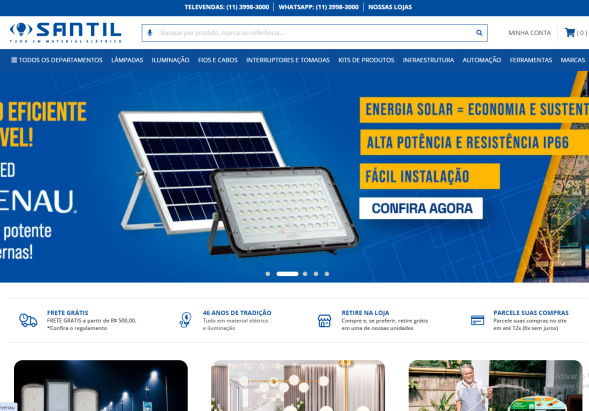 TELEVENDAS: (11) 3998-3000 | WHATSAPP: (11) 3998-3000 | NOSSAS LOJAS
SANTIL
TUDO EM MATERIAL ELÉTRICO
Busque por produto, marca ou referência...
MINHA CONTA
( 0 )
TODOS OS DEPARTAMENTOS LÂMPADAS ILUMINAÇÃO FIOS E CABOS INTERRUPTORES E TOMADAS KITS DE PRODUTOS INFRAESTRUTURA AUTOMAÇÃO FERRAMENTAS MARCAS
EFICIENTE
VEL!
ED
ENAU.
potente
ernas!
ENERGIA SOLAR = ECONOMIA E SUSTENT
ALTA POTÊNCIA E RESISTÊNCIA IP66
FÁCIL INSTALAÇÃO
CONFIRA AGORA
FRETE GRÁTIS
FRETE GRÁTIS a partir de R$ 500,00.
*Confira o regulamento
46 ANOS DE TRADIÇÃO
Tudo em material elétrico
e iluminação
RETIRE NA LOJA
Compre e, se preferir, retire grátis
em uma de nossas unidades
PARCELE SUAS COMPRAS
Parcele suas compras no site
em até 12x (6x sem juros)
Ativar